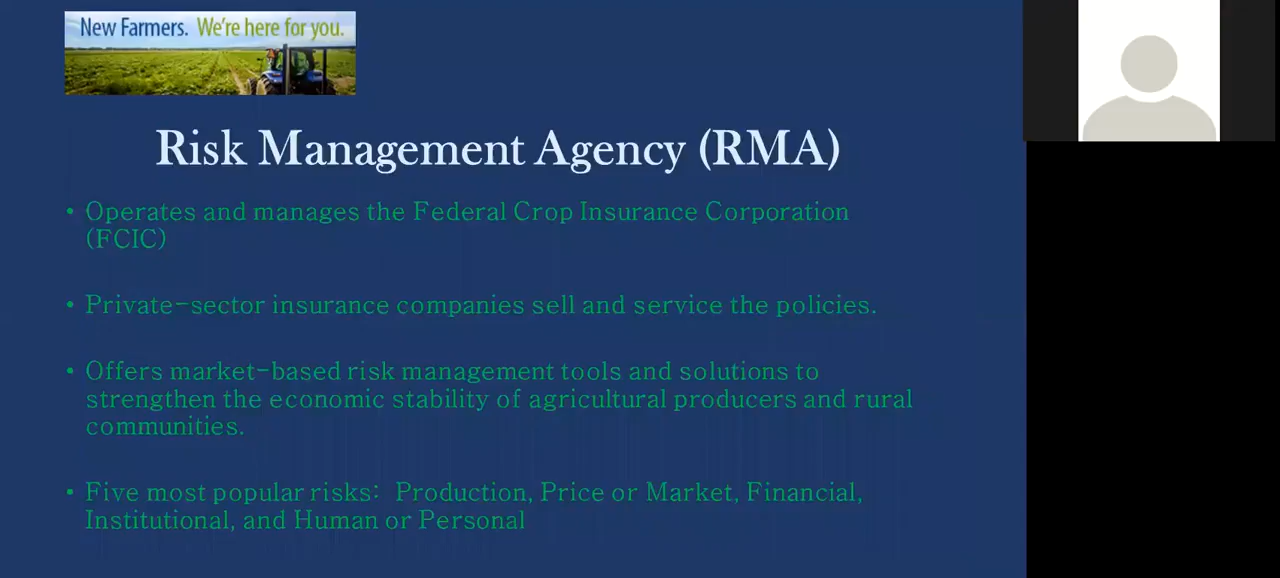 New Farmers. We're here for you.
Risk Management Agency (RMA)
• Operates and manages the Federal Crop Insurance Corporation
(FCIC)
• Private-sector insurance companies sell and service the policies.
• Offers market-based risk management tools and solutions to
strengthen the economic stability of agricultural producers and rural
communities.
• Five most popular risks:  Production, Price or Market, Financial,
Institutional, and Human or Personal